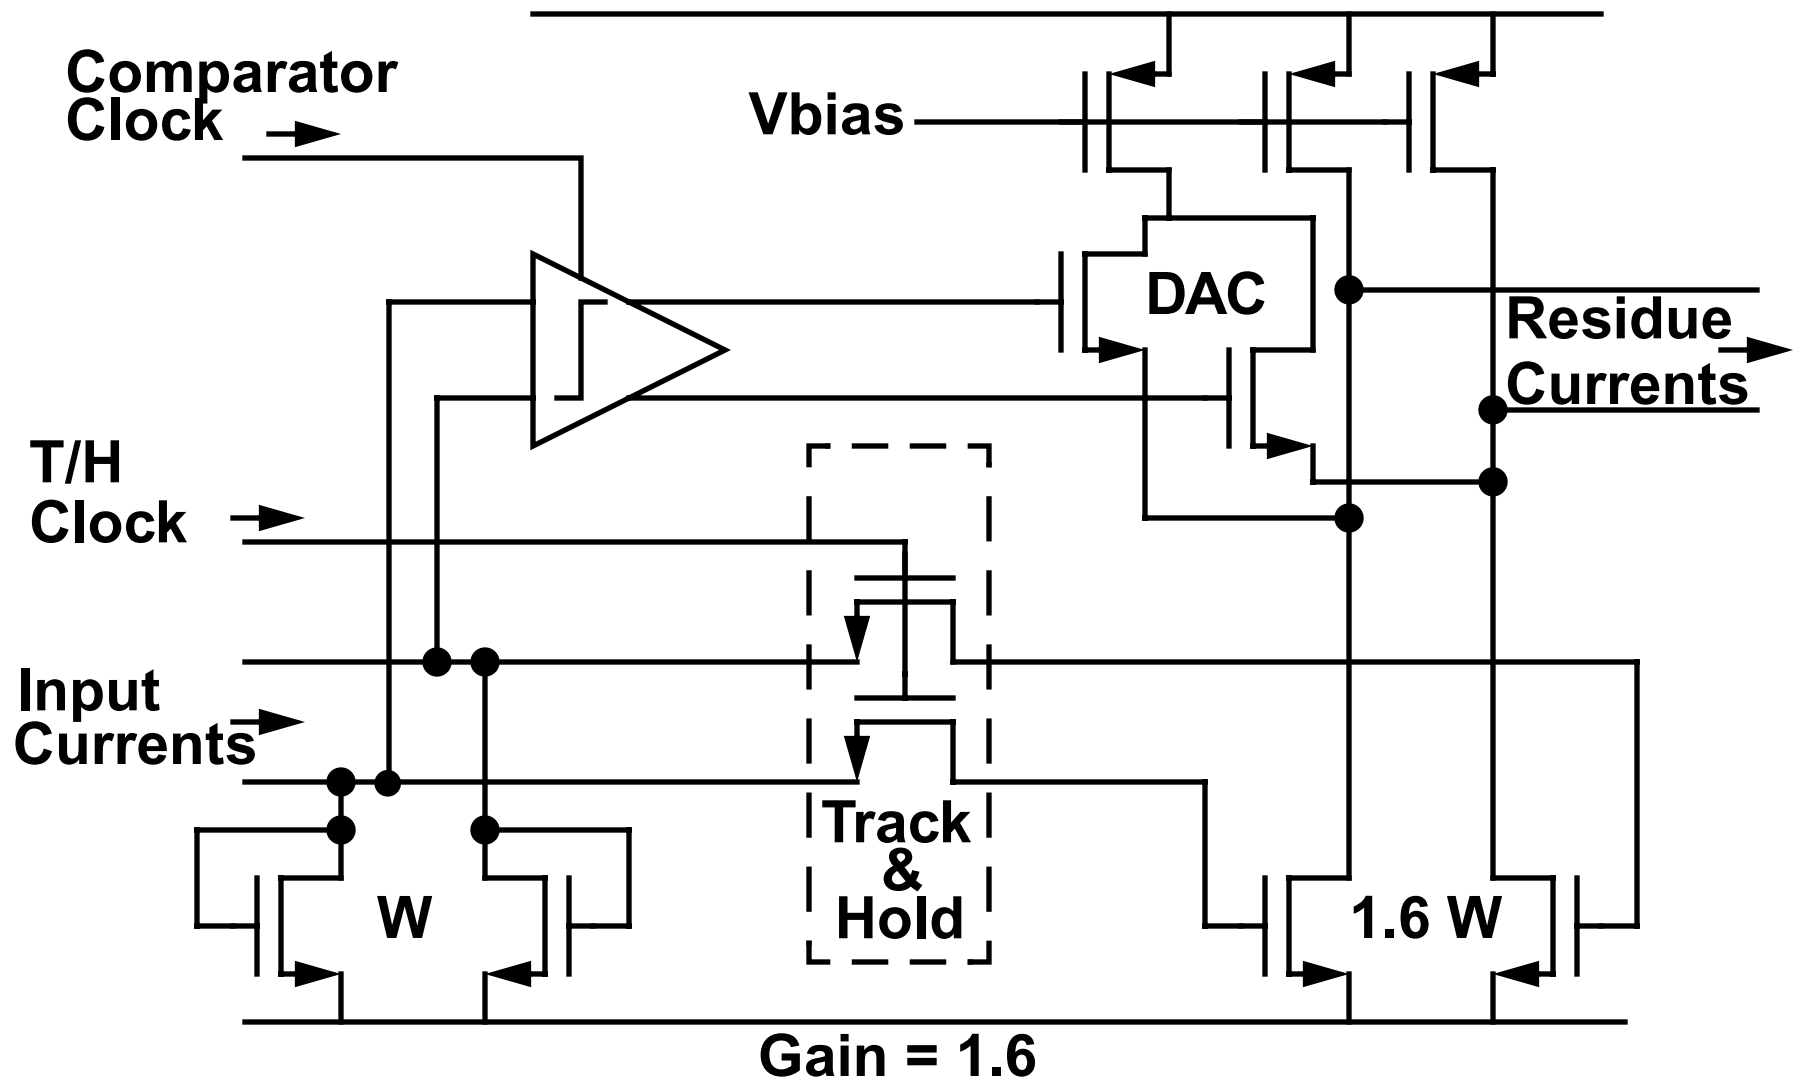 Comparator
Clock
Vbias
DAC
Residue
Currents
T/H
Clock
Input
Currents
Track
&
Hold
W
1.6 W
Gain = 1.6